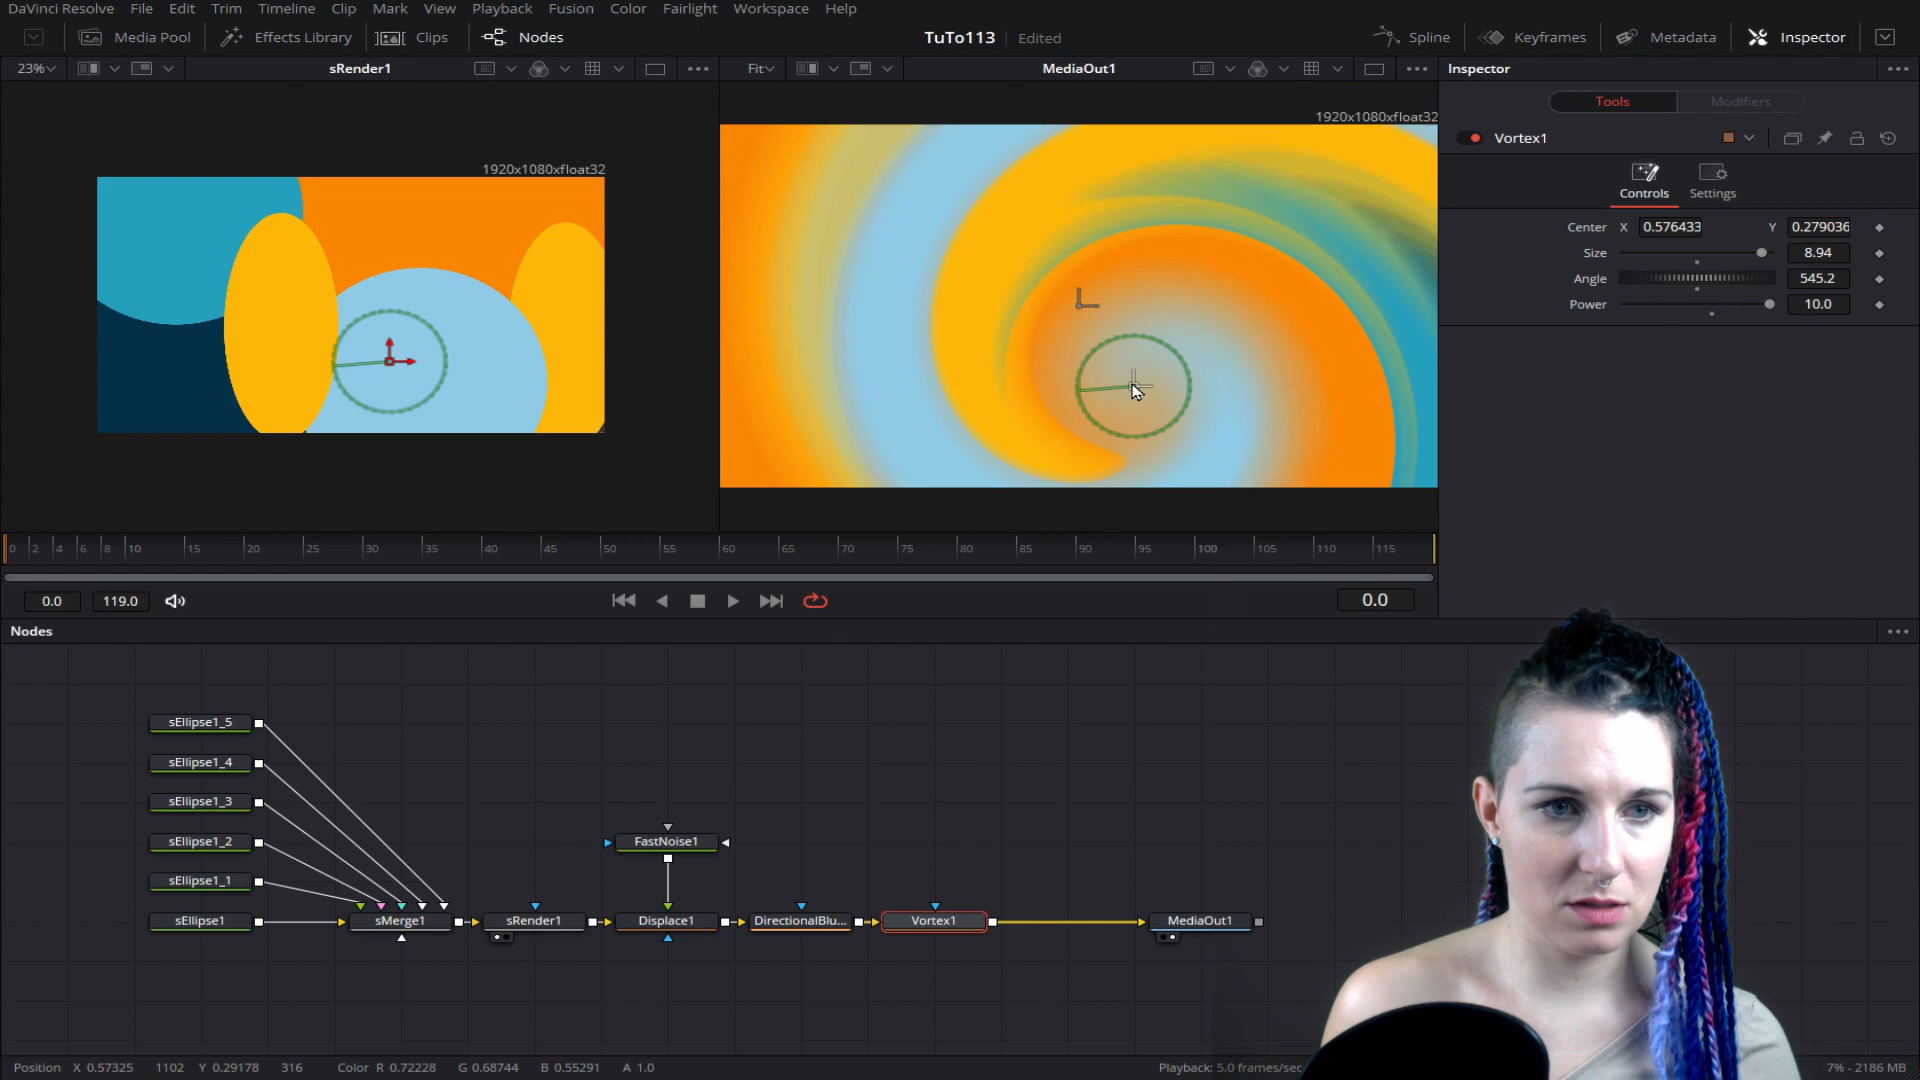 DaVinci Resolve File Edit Trim Timeline Clip Mark View Playback Fusion Color Fairlight Workspace Help
Media Pool Effects Library Clips Nodes TuTo113 Edited Spline Keyframes Metadata Inspector
23% sRender1 Fit MediaOut1 Inspector
Tools Modifiers
1920x1080xfloat32
Vortex1
1920x1080xfloat32
Controls Settings
Center X 0.576433 Y 0.279036
Size 8.94
Angle 545.2
Power 10.0
0 2 4 6 8 10 15 20 25 30 35 40 45 50 55 60 65 70 75 80 85 90 95 100 105 110 115
0.0 119.0 0.0
Nodes
sEllipse1_5
sEllipse1_4
sEllipse1_3
sEllipse1_2 FastNoise1
sEllipse1_1
sEllipse1 sMerge1 sRender1 Displace1 DirectionalBlu... Vortex1 MediaOut1
Position X 0.57325 1102 Y 0.29178 316 Color R 0.72228 G 0.68744 B 0.55291 A 1.0 Playback: 5.0 frames/sec 7% - 2186 MB